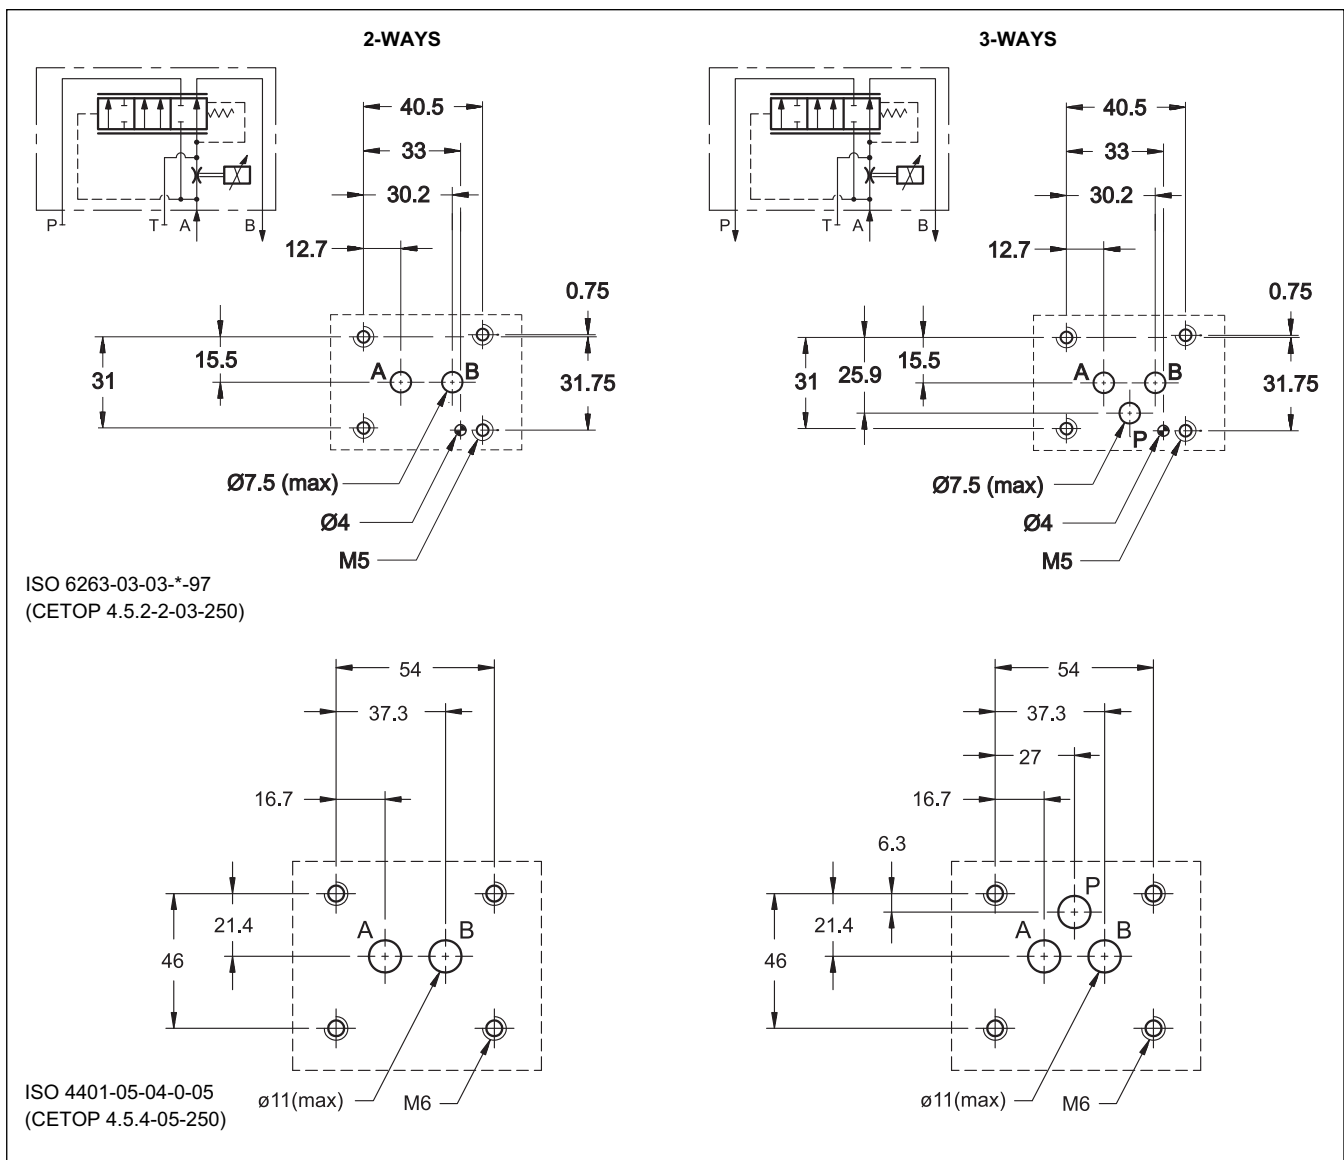 2-WAYS
3-WAYS
P T A B
40.5
33
30.2
12.7
0.75
31
15.5
31.75
A B
Ø7.5 (max)
Ø4
M5
P T A B
40.5
33
30.2
12.7
0.75
31
25.9
15.5
31.75
A B
P
Ø7.5 (max)
Ø4
M5
ISO 6263-03-03-*-97
(CETOP 4.5.2-2-03-250)
54
37.3
16.7
21.4
46
A B
ø11(max)
M6
54
37.3
27
16.7
6.3
21.4
46
P
A B
ø11(max)
M6
ISO 4401-05-04-0-05
(CETOP 4.5.4-05-250)